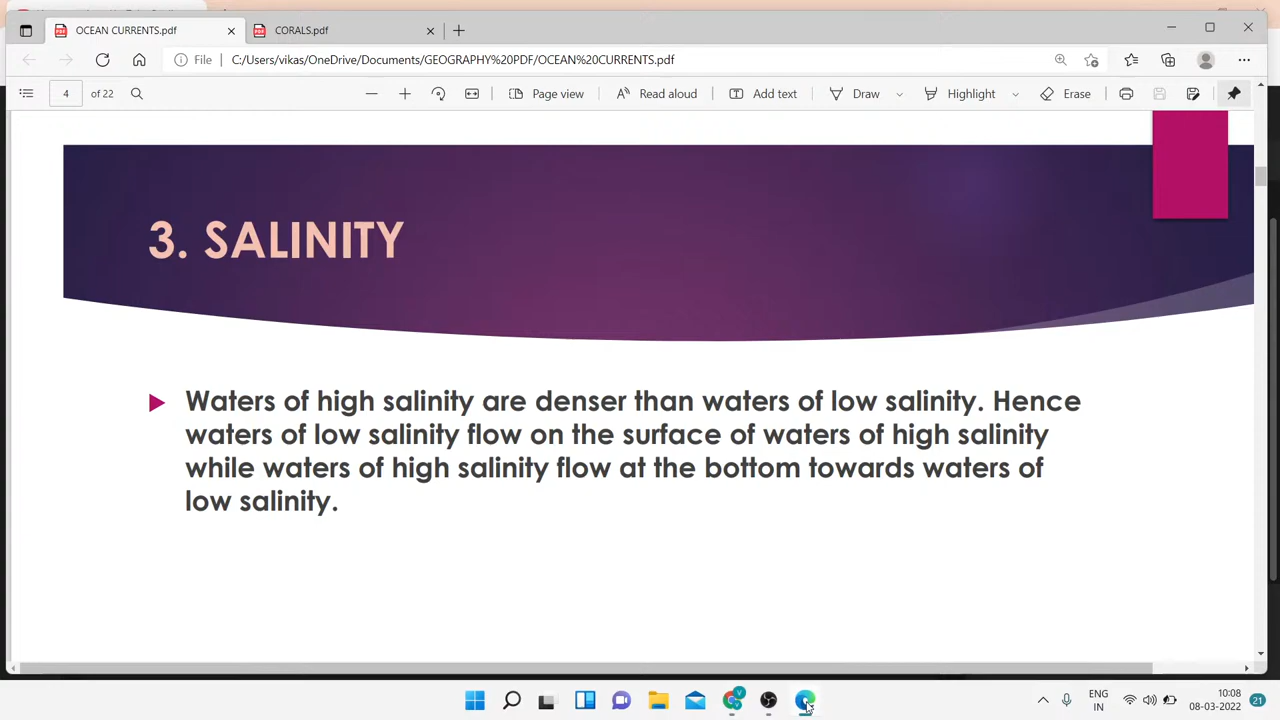 OCEAN CURRENTS.pdf
CORALS.pdf
File
C:/Users/vikas/OneDrive/Documents/GEOGRAPHY%20PDF/OCEAN%20CURRENTS.pdf
4 of 22
Page view
Read aloud
Add text
Draw
Highlight
Erase
3. SALINITY
Waters of high salinity are denser than waters of low salinity. Hence
waters of low salinity flow on the surface of waters of high salinity
while waters of high salinity flow at the bottom towards waters of
low salinity.
V
ENG
IN
10:08
08-03-2022
21